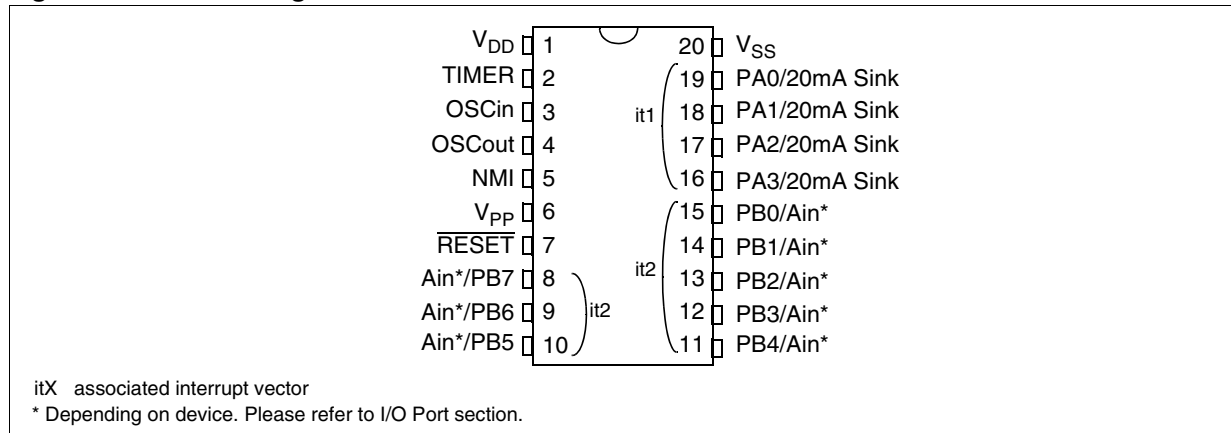 V_DD 1 20 V_SS
TIMER 2 19 PA0/20mA Sink
OSCin 3 it1 18 PA1/20mA Sink
OSCout 4 17 PA2/20mA Sink
NMI 5 16 PA3/20mA Sink
V_PP 6 15 PB0/Ain*
RESET 7 14 PB1/Ain*
Ain*/PB7 8 it2 13 PB2/Ain*
Ain*/PB6 9 it2 12 PB3/Ain*
Ain*/PB5 10 11 PB4/Ain*
itX associated interrupt vector
* Depending on device. Please refer to I/O Port section.